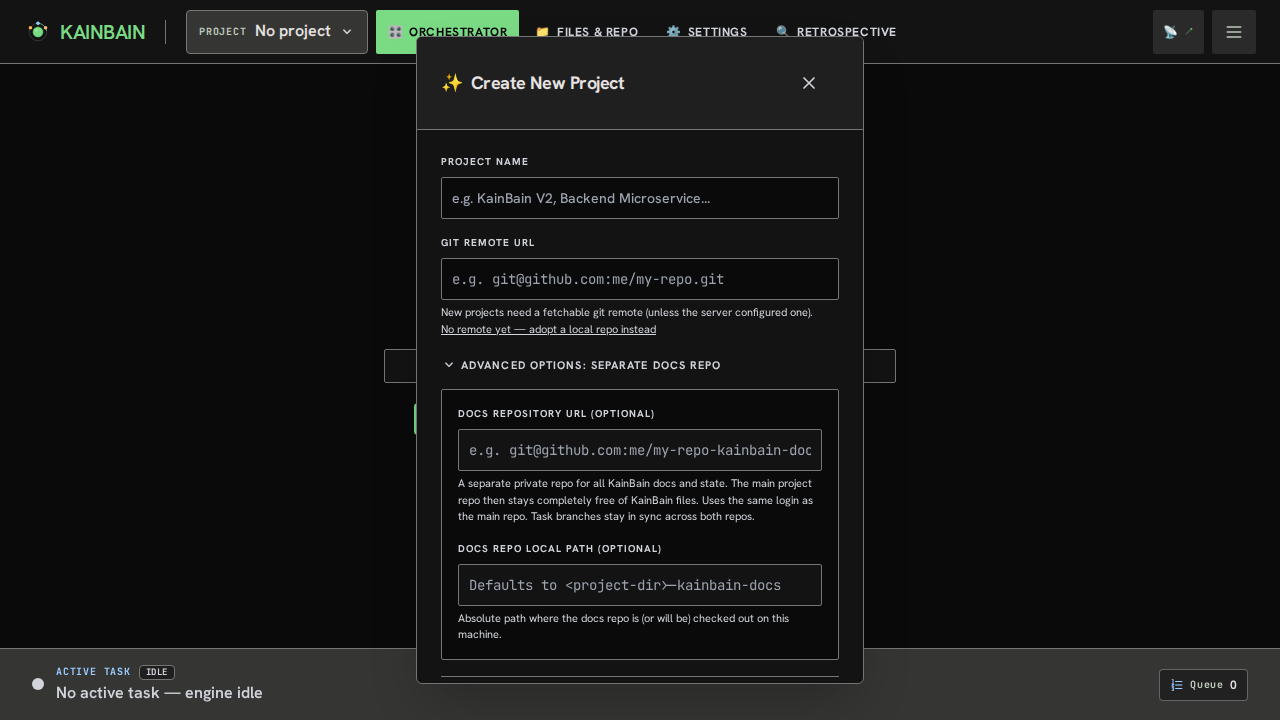 KAINBAIN
PROJECT No project
ORCHESTRATOR
FILES & REPO
SETTINGS
RETROSPECTIVE
✨ Create New Project
PROJECT NAME
e.g. KainBain V2, Backend Microservice...
GIT REMOTE URL
e.g. git@github.com:me/my-repo.git
New projects need a fetchable git remote (unless the server configured one).
No remote yet — adopt a local repo instead
ADVANCED OPTIONS: SEPARATE DOCS REPO
DOCS REPOSITORY URL (OPTIONAL)
e.g. git@github.com:me/my-repo-kainbain-doc
A separate private repo for all KainBain docs and state. The main project
repo then stays completely free of KainBain files. Uses the same login as
the main repo. Task branches stay in sync across both repos.
DOCS REPO LOCAL PATH (OPTIONAL)
Defaults to <project-dir>—kainbain-docs
Absolute path where the docs repo is (or will be) checked out on this
machine.
ACTIVE TASK IDLE
No active task — engine idle
Queue 0